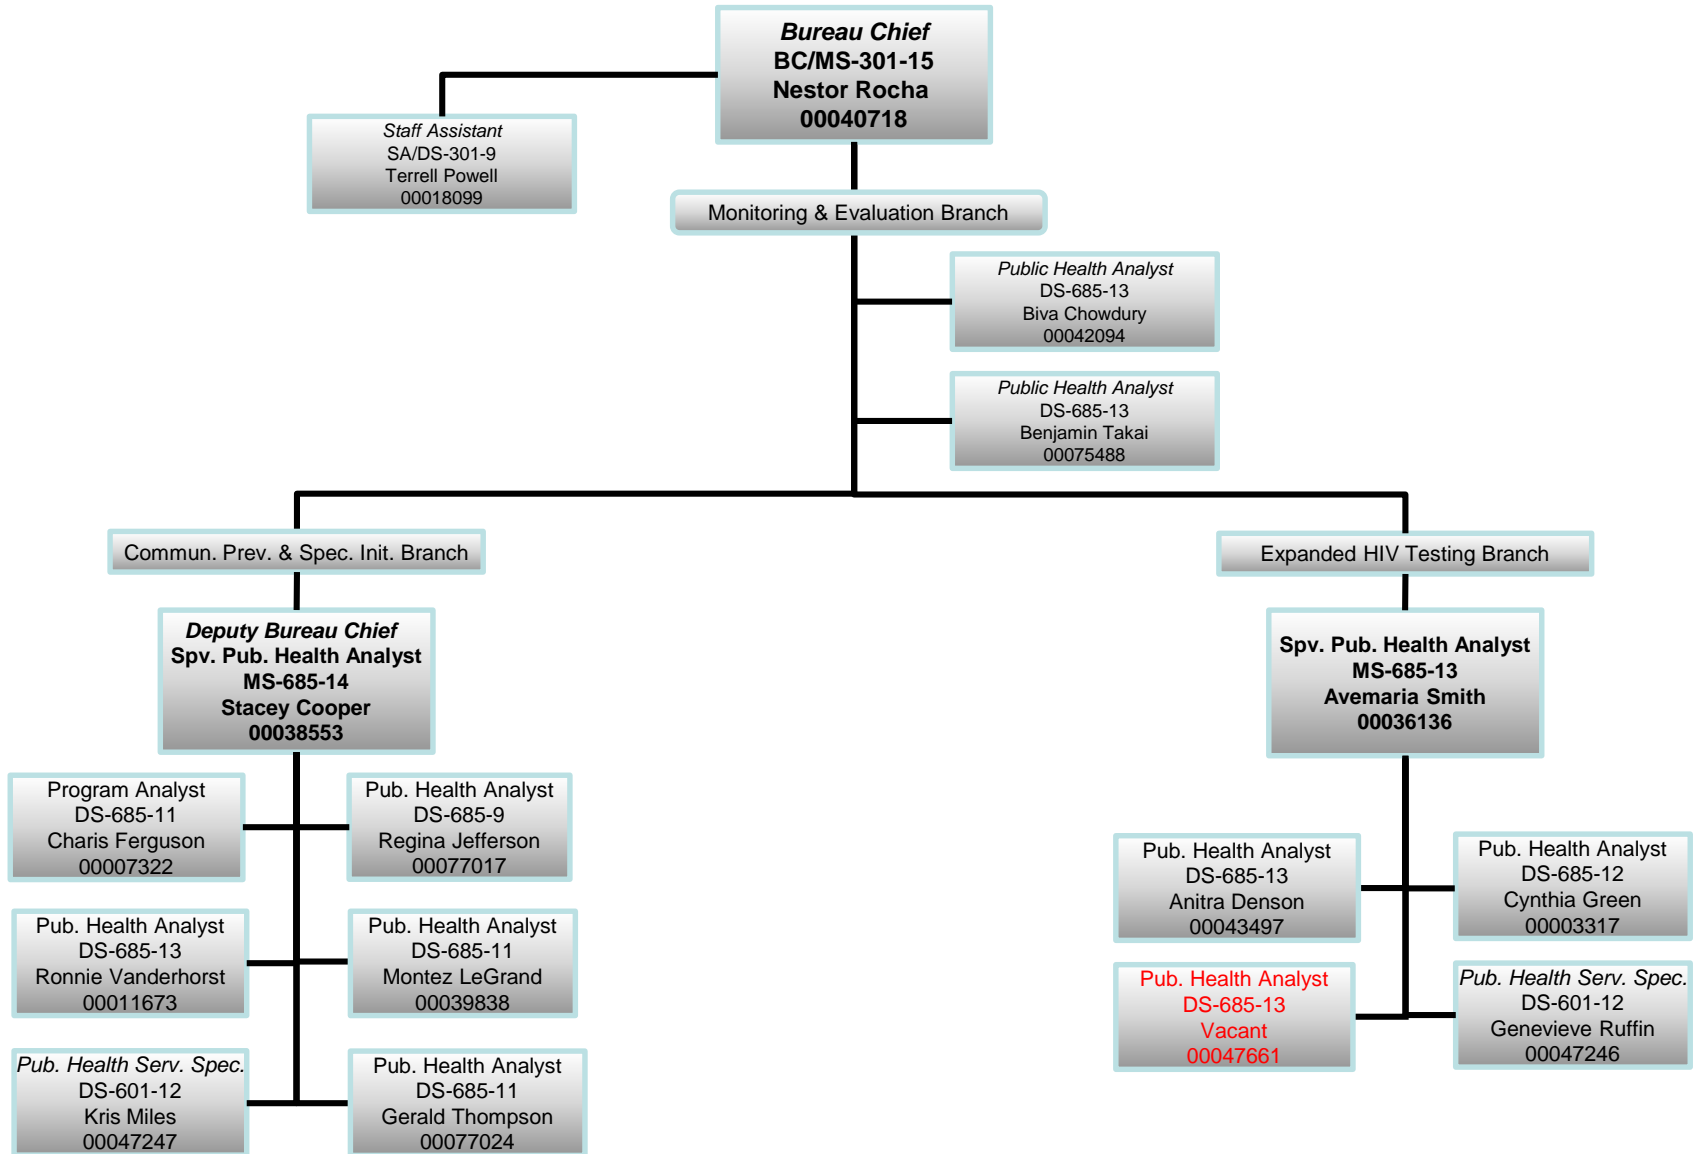 Bureau Chief
BC/MS-301-15
Nestor Rocha
00040718
Staff Assistant
SA/DS-301-9
Terrell Powell
00018099
Monitoring & Evaluation Branch
Public Health Analyst
DS-685-13
Biva Chowdury
00042094
Public Health Analyst
DS-685-13
Benjamin Takai
00075488
Commun. Prev. & Spec. Init. Branch
Expanded HIV Testing Branch
Deputy Bureau Chief
Spv. Pub. Health Analyst
MS-685-14
Stacey Cooper
00038553
Spv. Pub. Health Analyst
MS-685-13
Avemaria Smith
00036136
Program Analyst
DS-685-11
Charis Ferguson
00007322
Pub. Health Analyst
DS-685-9
Regina Jefferson
00077017
Pub. Health Analyst
DS-685-13
Ronnie Vanderhorst
00011673
Pub. Health Analyst
DS-685-11
Montez LeGrand
00039838
Pub. Health Serv. Spec.
DS-601-12
Kris Miles
00047247
Pub. Health Analyst
DS-685-11
Gerald Thompson
00077024
Pub. Health Analyst
DS-685-13
Anitra Denson
00043497
Pub. Health Analyst
DS-685-12
Cynthia Green
00003317
Pub. Health Analyst
DS-685-13
Vacant
00047661
Pub. Health Serv. Spec.
DS-601-12
Genevieve Ruffin
00047246